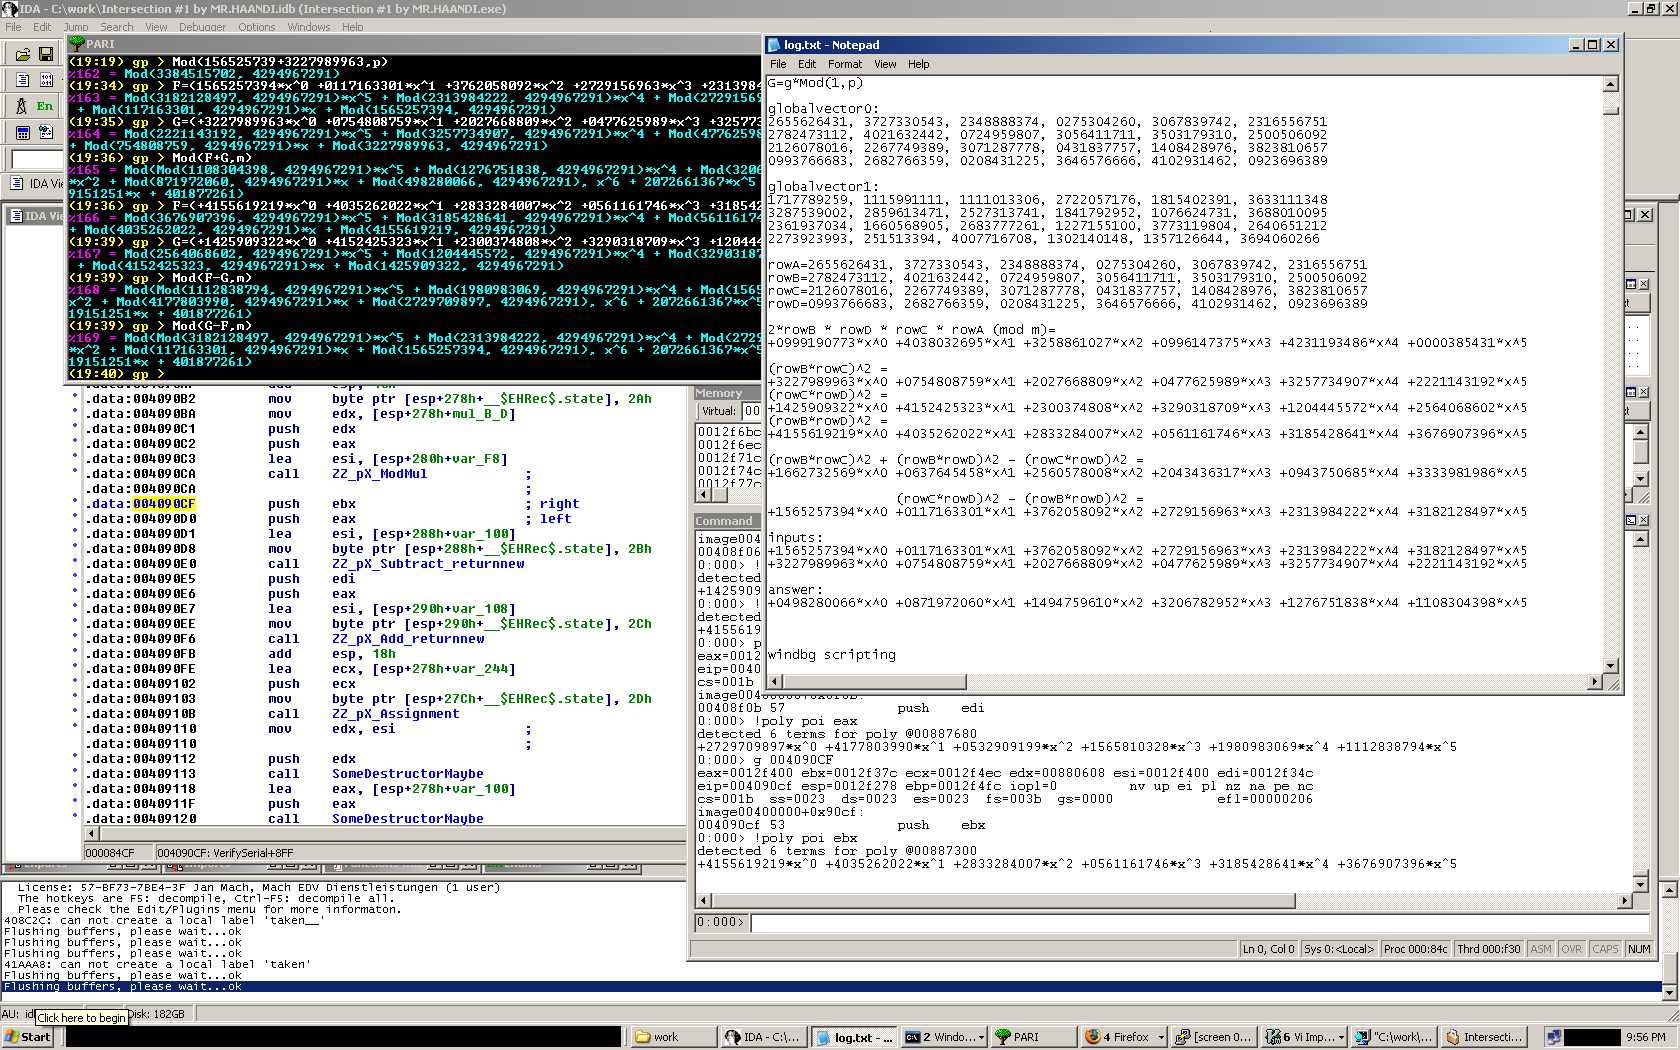 IDA - C:\work\Intersection #1 by MR.HAANDI.idb (Intersection #1 by MR.HAANDI.exe)
File Edit Jump Search View Debugger Options Windows Help
PARI
(19:19) gp > Mod(156525739+3227989963,p)
%162 = Mod(3384515702, 4294967291)
(19:34) gp > F=(1565257394*x^0 +0117163301*x^1 +3762058092*x^2 +2729156963*x^3 +2313984
%163 = Mod(3182128497, 4294967291)*x^5 + Mod(2313984222, 4294967291)*x^4 + Mod(27291569
+ Mod(117163301, 4294967291)*x + Mod(1565257394, 4294967291)
(19:35) gp > G=(+3227989963*x^0 +0754808759*x^1 +2027668809*x^2 +0477625989*x^3 +325773
%164 = Mod(2221143192, 4294967291)*x^5 + Mod(3257734907, 4294967291)*x^4 + Mod(47762598
+ Mod(754808759, 4294967291)*x + Mod(3227989963, 4294967291)
(19:36) gp > Mod(F+G,m)
%165 = Mod(Mod(1108304398, 4294967291)*x^5 + Mod(1276751838, 4294967291)*x^4 + Mod(3206
*x^2 + Mod(871972060, 4294967291)*x + Mod(498280066, 4294967291), x^6 + 2072661367*x^5
9151251*x + 401877261)
(19:36) gp > F=(+4155619219*x^0 +4035262022*x^1 +2833284007*x^2 +0561161746*x^3 +318542
%166 = Mod(3676907396, 4294967291)*x^5 + Mod(3185428641, 4294967291)*x^4 + Mod(56116174
+ Mod(4035262022, 4294967291)*x + Mod(4155619219, 4294967291)
(19:39) gp > G=(+1425909322*x^0 +4152425323*x^1 +2300374808*x^2 +3290318709*x^3 +120444
%167 = Mod(2564068602, 4294967291)*x^5 + Mod(1204445572, 4294967291)*x^4 + Mod(32903187
+ Mod(4152425323, 4294967291)*x + Mod(1425909322, 4294967291)
(19:39) gp > Mod(F-G,m)
%168 = Mod(Mod(1112838794, 4294967291)*x^5 + Mod(1980983069, 4294967291)*x^4 + Mod(1565
x^2 + Mod(4177803990, 4294967291)*x + Mod(2729709897, 4294967291), x^6 + 2072661367*x^5
19151251*x + 401877261)
(19:39) gp > Mod(G-F,m)
%169 = Mod(Mod(3182128497, 4294967291)*x^5 + Mod(2313984222, 4294967291)*x^4 + Mod(2729
*x^2 + Mod(117163301, 4294967291)*x + Mod(1565257394, 4294967291), x^6 + 2072661367*x^5
19151251*x + 401877261)
(19:40) gp >
log.txt - Notepad
File Edit Format View Help
G=g*Mod(1,p)
globalvector0:
2655626431, 3727330543, 2348888374, 0275304260, 3067839742, 2316556751
2782473112, 4021632442, 0724959807, 3056411711, 3503179310, 2500506092
2126078016, 2267749389, 3071287778, 0431837757, 1408428976, 3823810657
0993766683, 2682766359, 0208431225, 3646576666, 4102931462, 0923696389
globalvector1:
1717789259, 1115991111, 1111013306, 2722057176, 1815402391, 3633111348
3287539002, 2859613471, 2527313741, 1841792952, 1076624731, 3688010095
2361937034, 1660568905, 2683777261, 1227155100, 3773119804, 2640651212
2273923993, 251513394, 4007716708, 1302140148, 1357126644, 3694060266
rowA=2655626431, 3727330543, 2348888374, 0275304260, 3067839742, 2316556751
rowB=2782473112, 4021632442, 0724959807, 3056411711, 3503179310, 2500506092
rowC=2126078016, 2267749389, 3071287778, 0431837757, 1408428976, 3823810657
rowD=0993766683, 2682766359, 0208431225, 3646576666, 4102931462, 0923696389
2*rowB * rowD * rowC * rowA (mod m)=
+0999190773*x^0 +4038032695*x^1 +3258861027*x^2 +0996147375*x^3 +4231193486*x^4 +0000385431*x^5
(rowB*rowC)^2 =
+3227989963*x^0 +0754808759*x^1 +2027668809*x^2 +0477625989*x^3 +3257734907*x^4 +2221143192*x^5
(rowC*rowD)^2 =
+1425909322*x^0 +4152425323*x^1 +2300374808*x^2 +3290318709*x^3 +1204445572*x^4 +2564068602*x^5
(rowB*rowD)^2 =
+4155619219*x^0 +4035262022*x^1 +2833284007*x^2 +0561161746*x^3 +3185428641*x^4 +3676907396*x^5
(rowB*rowC)^2 + (rowB*rowD)^2 - (rowC*rowD)^2 =
+1662732569*x^0 +0637645458*x^1 +2560578008*x^2 +2043436317*x^3 +0943750685*x^4 +3333981986*x^5
(rowC*rowD)^2 - (rowB*rowD)^2 =
+1565257394*x^0 +0117163301*x^1 +3762058092*x^2 +2729156963*x^3 +2313984222*x^4 +3182128497*x^5
inputs:
+1565257394*x^0 +0117163301*x^1 +3762058092*x^2 +2729156963*x^3 +2313984222*x^4 +3182128497*x^5
+3227989963*x^0 +0754808759*x^1 +2027668809*x^2 +0477625989*x^3 +3257734907*x^4 +2221143192*x^5
answer:
+0498280066*x^0 +0871972060*x^1 +1494759610*x^2 +3206782952*x^3 +1276751838*x^4 +1108304398*x^5
windbg scripting
En
IDA Vie
IDA Vie
.data:004090B2 mov byte ptr [esp+278h+__$EHRec$.state], 2Ah
.data:004090BA mov edx, [esp+278h+mul_B_D]
.data:004090C1 push edx
.data:004090C2 push eax
.data:004090C3 lea esi, [esp+280h+var_F8]
.data:004090CA call ZZ_pX_ModMul ;
.data:004090CA ;
.data:004090CF push ebx ; right
.data:004090D0 push eax ; left
.data:004090D1 lea esi, [esp+288h+var_100]
.data:004090D8 mov byte ptr [esp+288h+__$EHRec$.state], 2Bh
.data:004090E0 call ZZ_pX_Subtract_returnnew
.data:004090E5 push edi
.data:004090E6 push eax
.data:004090E7 lea esi, [esp+290h+var_108]
.data:004090EE mov byte ptr [esp+290h+__$EHRec$.state], 2Ch
.data:004090F6 call ZZ_pX_Add_returnnew
.data:004090FB add esp, 18h
.data:004090FE lea ecx, [esp+278h+var_244]
.data:00409102 push ecx
.data:00409103 mov byte ptr [esp+27Ch+__$EHRec$.state], 2Dh
.data:0040910B call ZZ_pX_Assignment
.data:00409110 mov edx, esi ;
.data:00409110 ;
.data:00409112 push edx
.data:00409113 call SomeDestructorMaybe
.data:00409118 lea eax, [esp+278h+var_100]
.data:0040911F push eax
.data:00409120 call SomeDestructorMaybe
000084CF 004090CF: VerifySerial+8FF
Memory
Virtual: 00
0012f6bc
0012f6ec
0012f71c
0012f74c
0012f77c
Command
image004
00408f06
0:000> !
detected
+1425909
0:000> !
detected
+4155619
0:000> p
eax=0012
eip=0040
cs=001b
00408f0b 57 push edi
0:000> !poly poi eax
detected 6 terms for poly @00887680
+2729709897*x^0 +4177803990*x^1 +0532909199*x^2 +1565810328*x^3 +1980983069*x^4 +1112838794*x^5
0:000> g 004090CF
eax=0012f400 ebx=0012f37c ecx=0012f4ec edx=00880608 esi=0012f400 edi=0012f34c
eip=004090cf esp=0012f278 ebp=0012f4fc iopl=0 nv up ei pl nz na pe nc
cs=001b ss=0023 ds=0023 es=0023 fs=003b gs=0000 efl=00000206
image00400000+0x90cf:
004090cf 53 push ebx
0:000> !poly poi ebx
detected 6 terms for poly @00887300
+4155619219*x^0 +4035262022*x^1 +2833284007*x^2 +0561161746*x^3 +3185428641*x^4 +3676907396*x^5
0:000>
Ln 0, Col 0 Sys 0:<Local> Proc 000:84c Thrd 000:f30 ASM OVR CAPS NUM
License: 57-BF73-7BE4-3F Jan Mach, Mach EDV Dienstleistungen (1 user)
The hotkeys are F5: decompile, Ctrl-F5: decompile all.
Please check the Edit/Plugins menu for more informaton.
408C2C: can not create a local label 'taken__'
Flushing buffers, please wait...ok
Flushing buffers, please wait...ok
Flushing buffers, please wait...ok
41AAA8: can not create a local label 'taken'
Flushing buffers, please wait...ok
Flushing buffers, please wait...ok
AU: id Disk: 182GB
Click here to begin
Start work IDA - C:\... log.txt - ... 2 Windo... PARI 4 Firefox [screen 0... 6 Vi Imp... "C:\work\... Intersecti... 9:56 PM